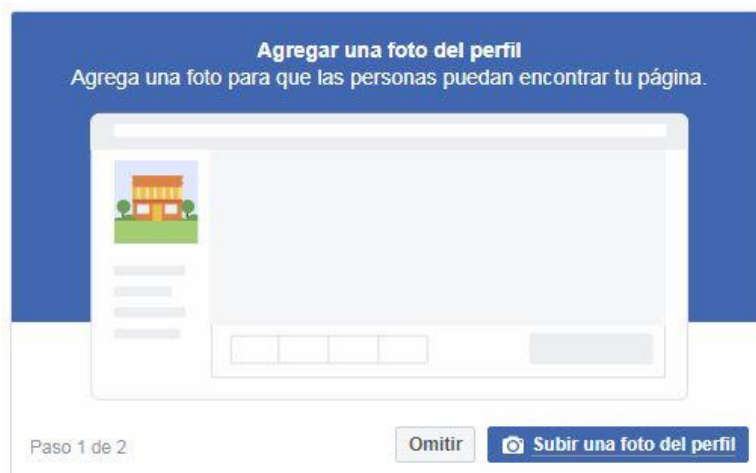 Agregar una foto del perfil
Agrega una foto para que las personas puedan encontrar tu página.
Paso 1 de 2
Omitir
Subir una foto del perfil